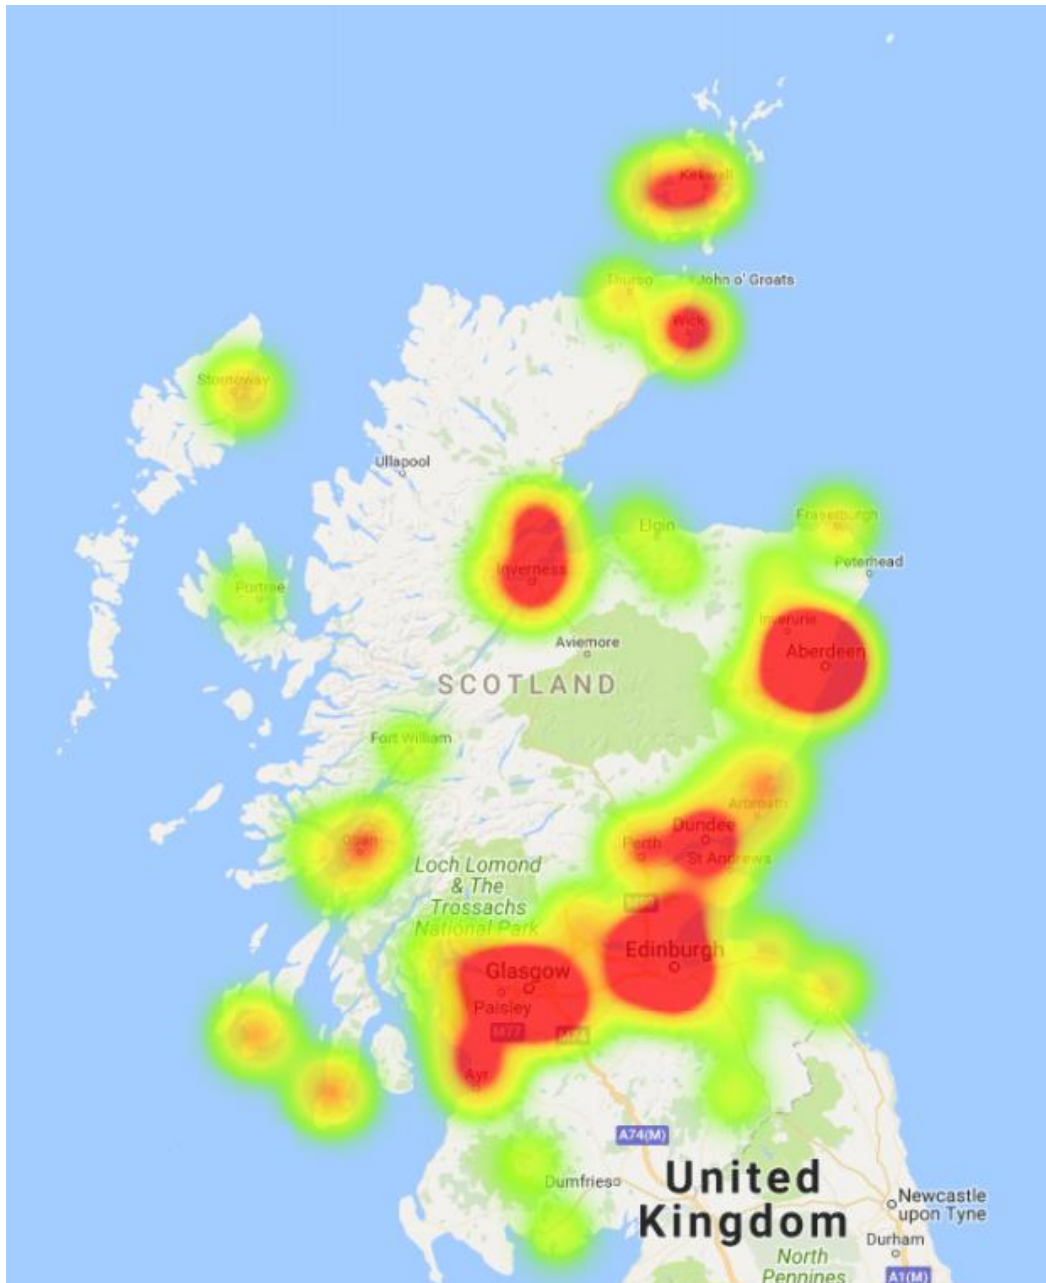 Kirkwall
Thurso
John o' Groats
Wick
Stornoway
Ullapool
Elgin
Fraserburgh
Peterhead
Inverness
Portree
Inverurie
Aviemore
Aberdeen
SCOTLAND
Fort William
Arbroath
Dundee
Oban
Perth
St Andrews
Loch Lomond
& The
Trossachs
National Park
M90
Edinburgh
Glasgow
Paisley
M77
M74
Ayr
A74(M)
United
Kingdom
Dumfries
Newcastle
upon Tyne
Durham
North
Pennines
A1(M)